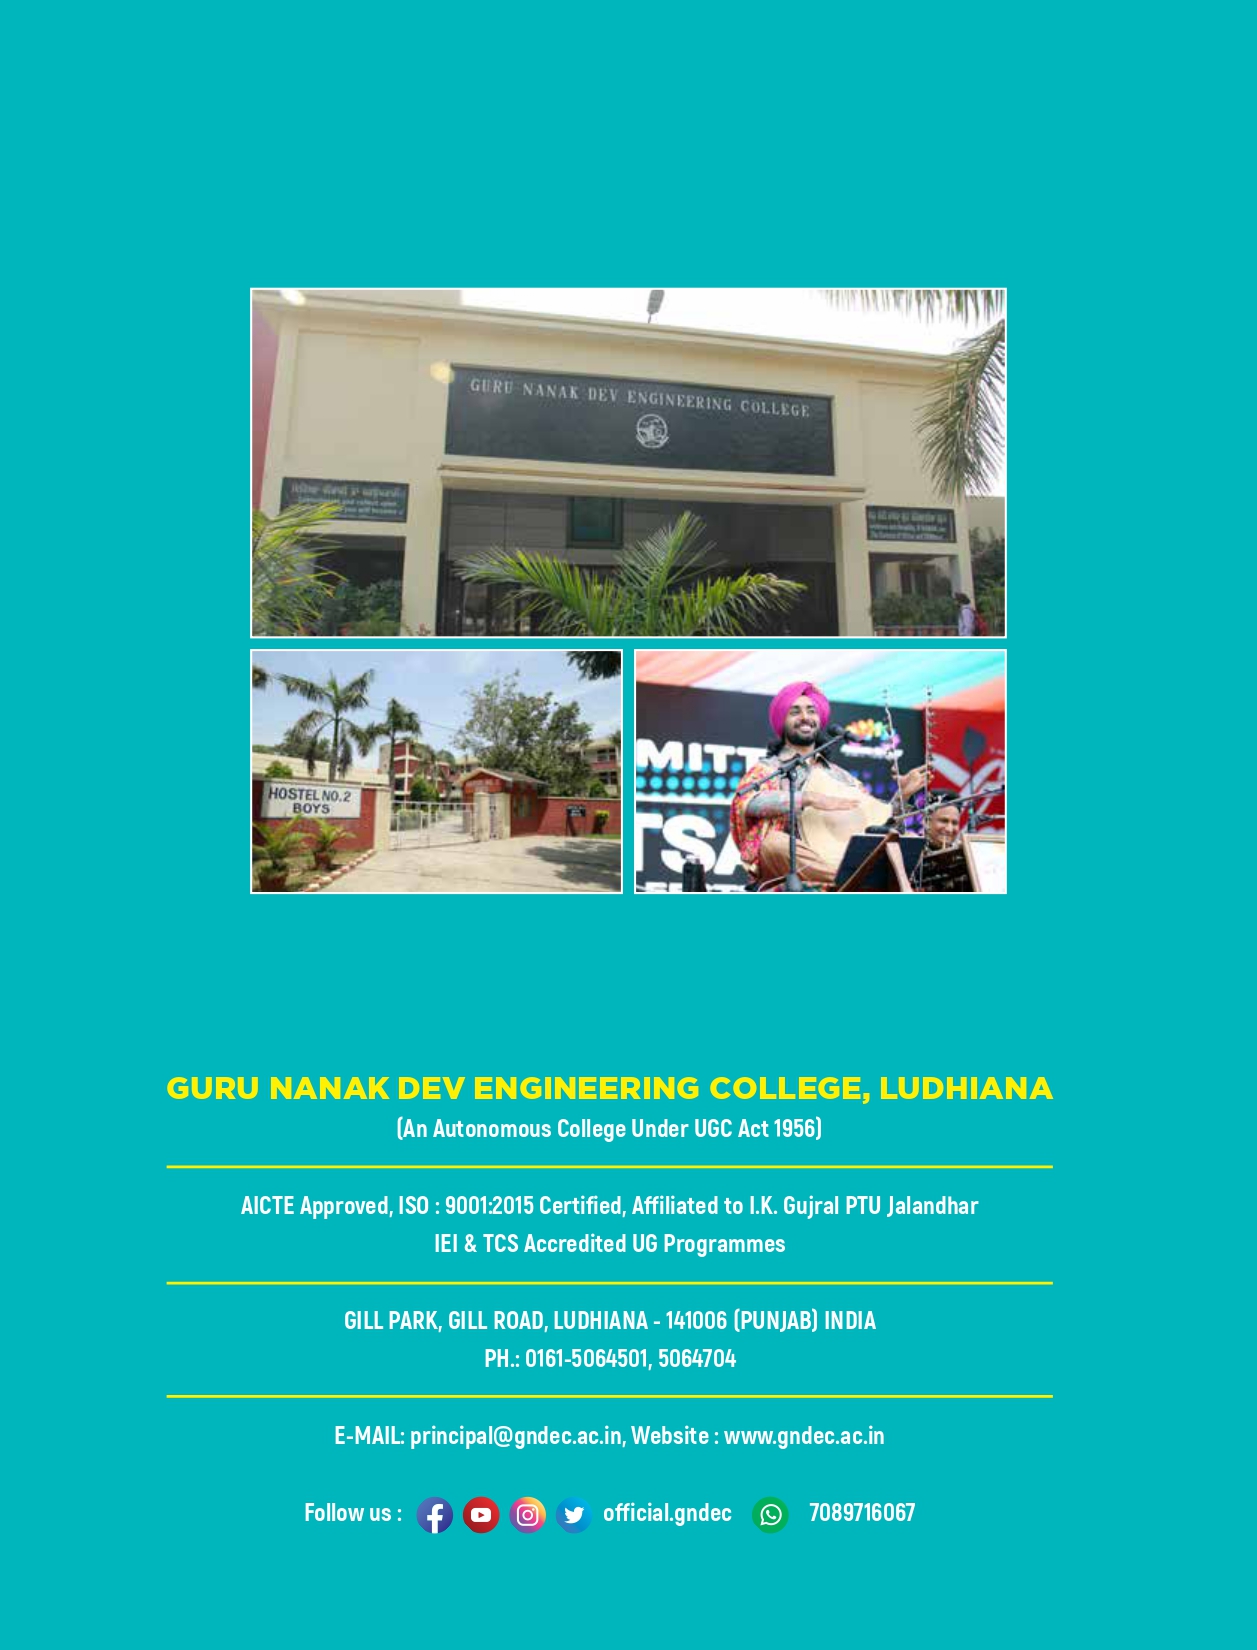 GURU NANAK DEV ENGINEERING COLLEGE
HOSTEL NO.2
BOYS
MITT
TSA
GURU NANAK DEV ENGINEERING COLLEGE, LUDHIANA
(An Autonomous College Under UGC Act 1956)
AICTE Approved, ISO : 9001:2015 Certified, Affiliated to I.K. Gujral PTU Jalandhar
IEI & TCS Accredited UG Programmes
GILL PARK, GILL ROAD, LUDHIANA - 141006 (PUNJAB) INDIA
PH.: 0161-5064501, 5064704
E-MAIL: principal@gndec.ac.in, Website : www.gndec.ac.in
Follow us : official.gndec 7089716067